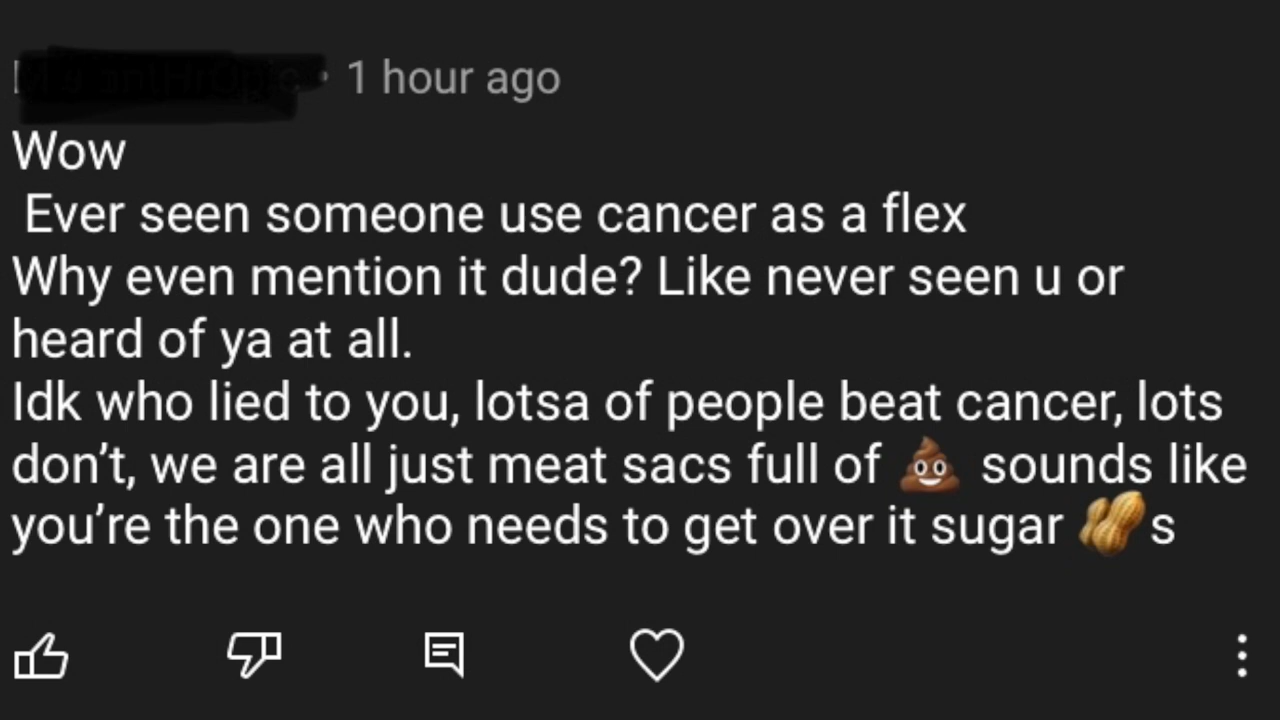 1 hour ago
Wow
Ever seen someone use cancer as a flex
Why even mention it dude? Like never seen u or
heard of ya at all.
Idk who lied to you, lotsa of people beat cancer, lots
don’t, we are all just meat sacs full of 💩 sounds like
you’re the one who needs to get over it sugar 🥜s